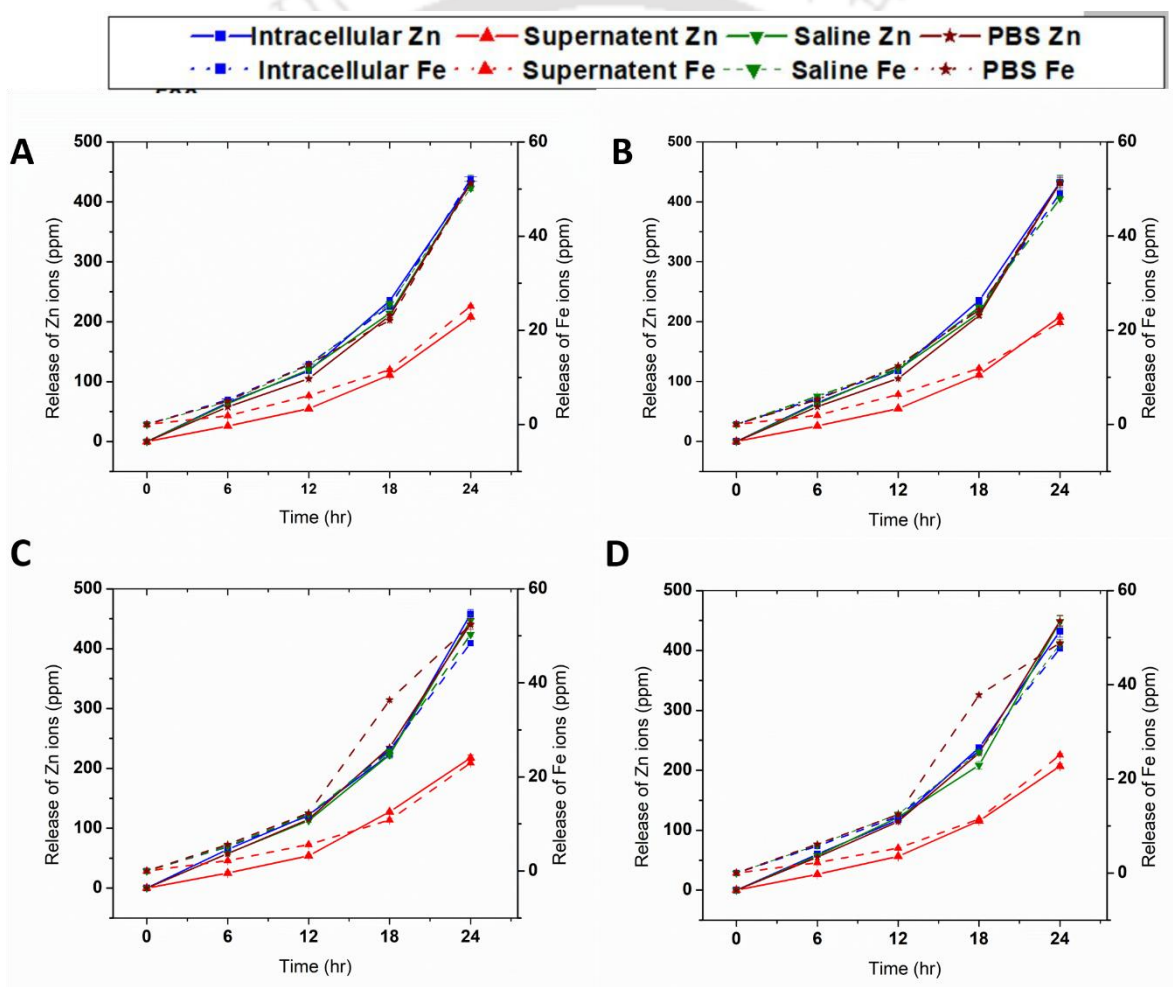 Intracellular Zn Supernatent Zn Saline Zn PBS Zn
Intracellular Fe Supernatent Fe Saline Fe PBS Fe
A
500
400
300
200
100
0
60
40
20
0
Release of Zn ions (ppm)
Release of Fe ions (ppm)
0 6 12 18 24
Time (hr)
B
500
400
300
200
100
0
60
40
20
0
Release of Zn ions (ppm)
Release of Fe ions (ppm)
0 6 12 18 24
Time (hr)
C
500
400
300
200
100
0
60
40
20
0
Release of Zn ions (ppm)
Release of Fe ions (ppm)
0 6 12 18 24
Time (hr)
D
500
400
300
200
100
0
60
40
20
0
Release of Zn ions (ppm)
Release of Fe ions (ppm)
0 6 12 18 24
Time (hr)